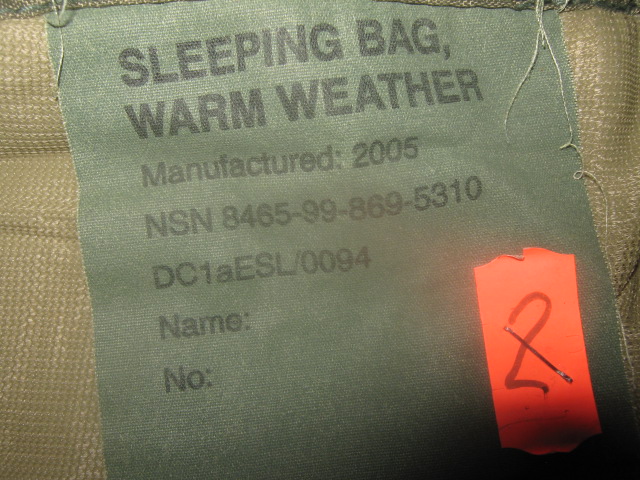 SLEEPING BAG,
WARM WEATHER
Manufactured: 2005
NSN 8465-99-869-5310
DC1aESL/0094
Name:
No:
2